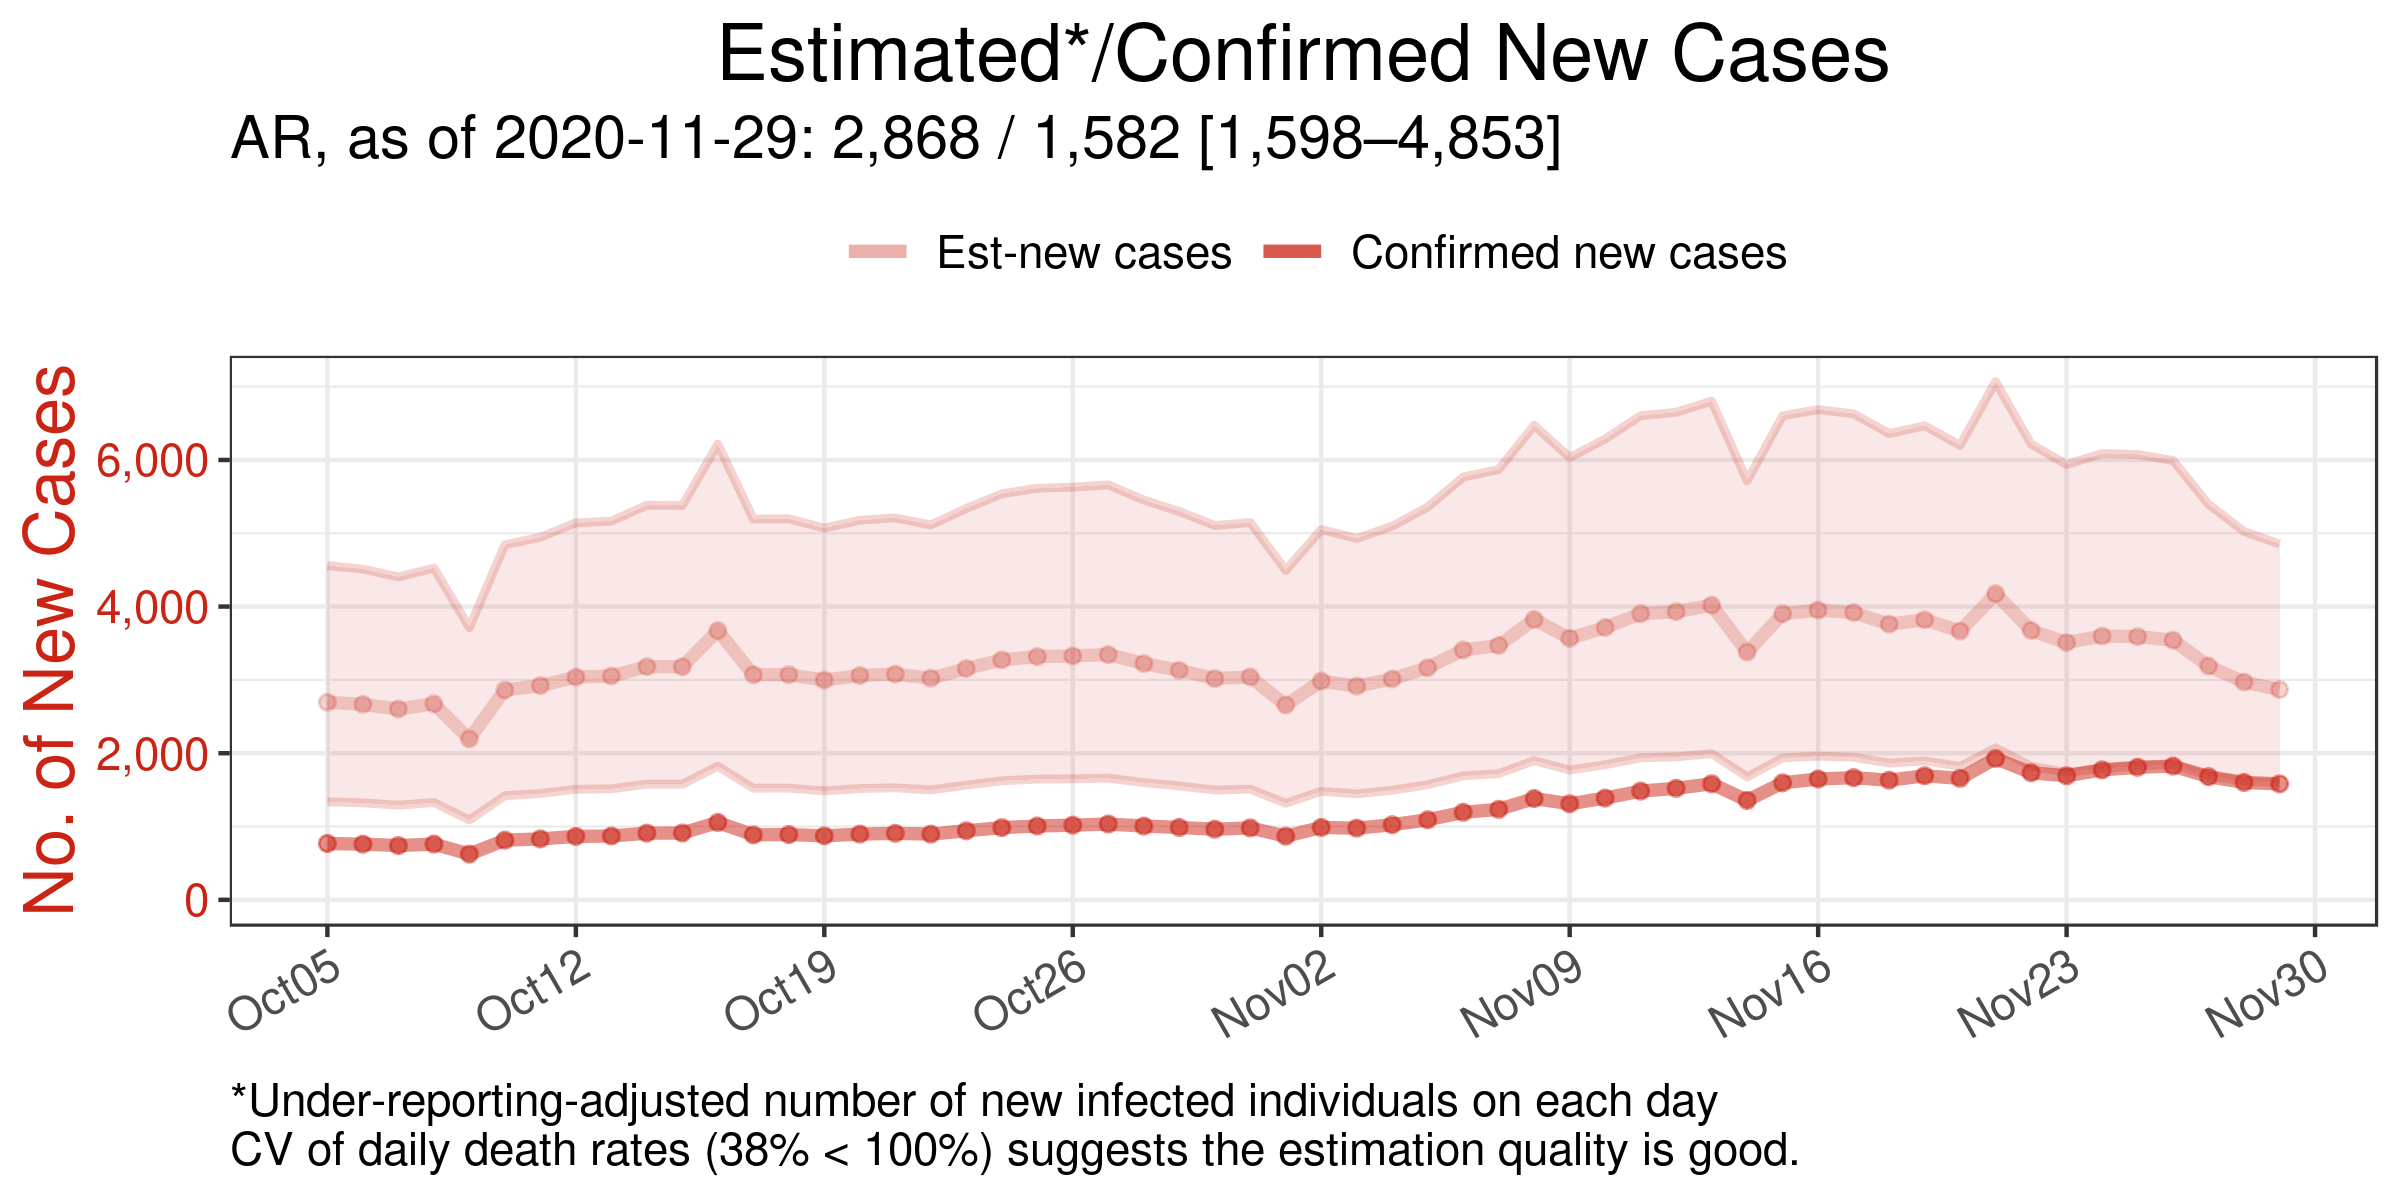 Estimated*/Confirmed New Cases
AR, as of 2020-11-29: 2,868 / 1,582 [1,598–4,853]
Est-new cases
Confirmed new cases
No. of New Cases
6,000
4,000
2,000
0
Oct05
Oct12
Oct19
Oct26
Nov02
Nov09
Nov16
Nov23
Nov30
*Under-reporting-adjusted number of new infected individuals on each day
CV of daily death rates (38% < 100%) suggests the estimation quality is good.